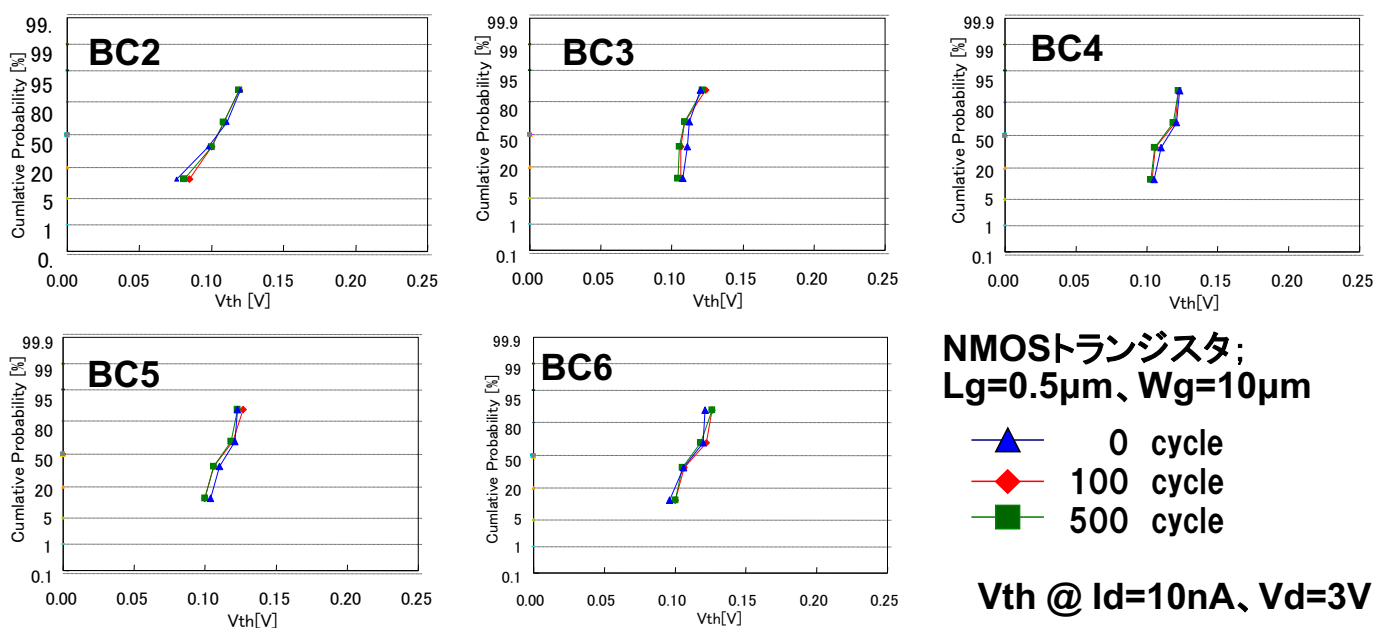 Cumlative Probability [%]
99.
99
95
80
50
20
5
1
0.
BC2
0.00 0.05 0.10 0.15 0.20 0.25
Vth [V]
Cumlative Probability [%]
99.9
99
95
80
50
20
5
1
0.1
BC3
0.00 0.05 0.10 0.15 0.20 0.25
Vth[V]
Cumlative Probability [%]
99.9
99
95
80
50
20
5
1
0.1
BC4
0.00 0.05 0.10 0.15 0.20 0.25
Vth[V]
Cumlative Probability [%]
99.9
99
95
80
50
20
5
1
0.1
BC5
0.00 0.05 0.10 0.15 0.20 0.25
Vth[V]
Cumlative Probability [%]
99.9
99
95
80
50
20
5
1
0.1
BC6
0.00 0.05 0.10 0.15 0.20 0.25
Vth[V]
NMOSトランジスタ;
Lg=0.5μm、Wg=10μm
0 cycle
100 cycle
500 cycle
Vth @ Id=10nA、Vd=3V